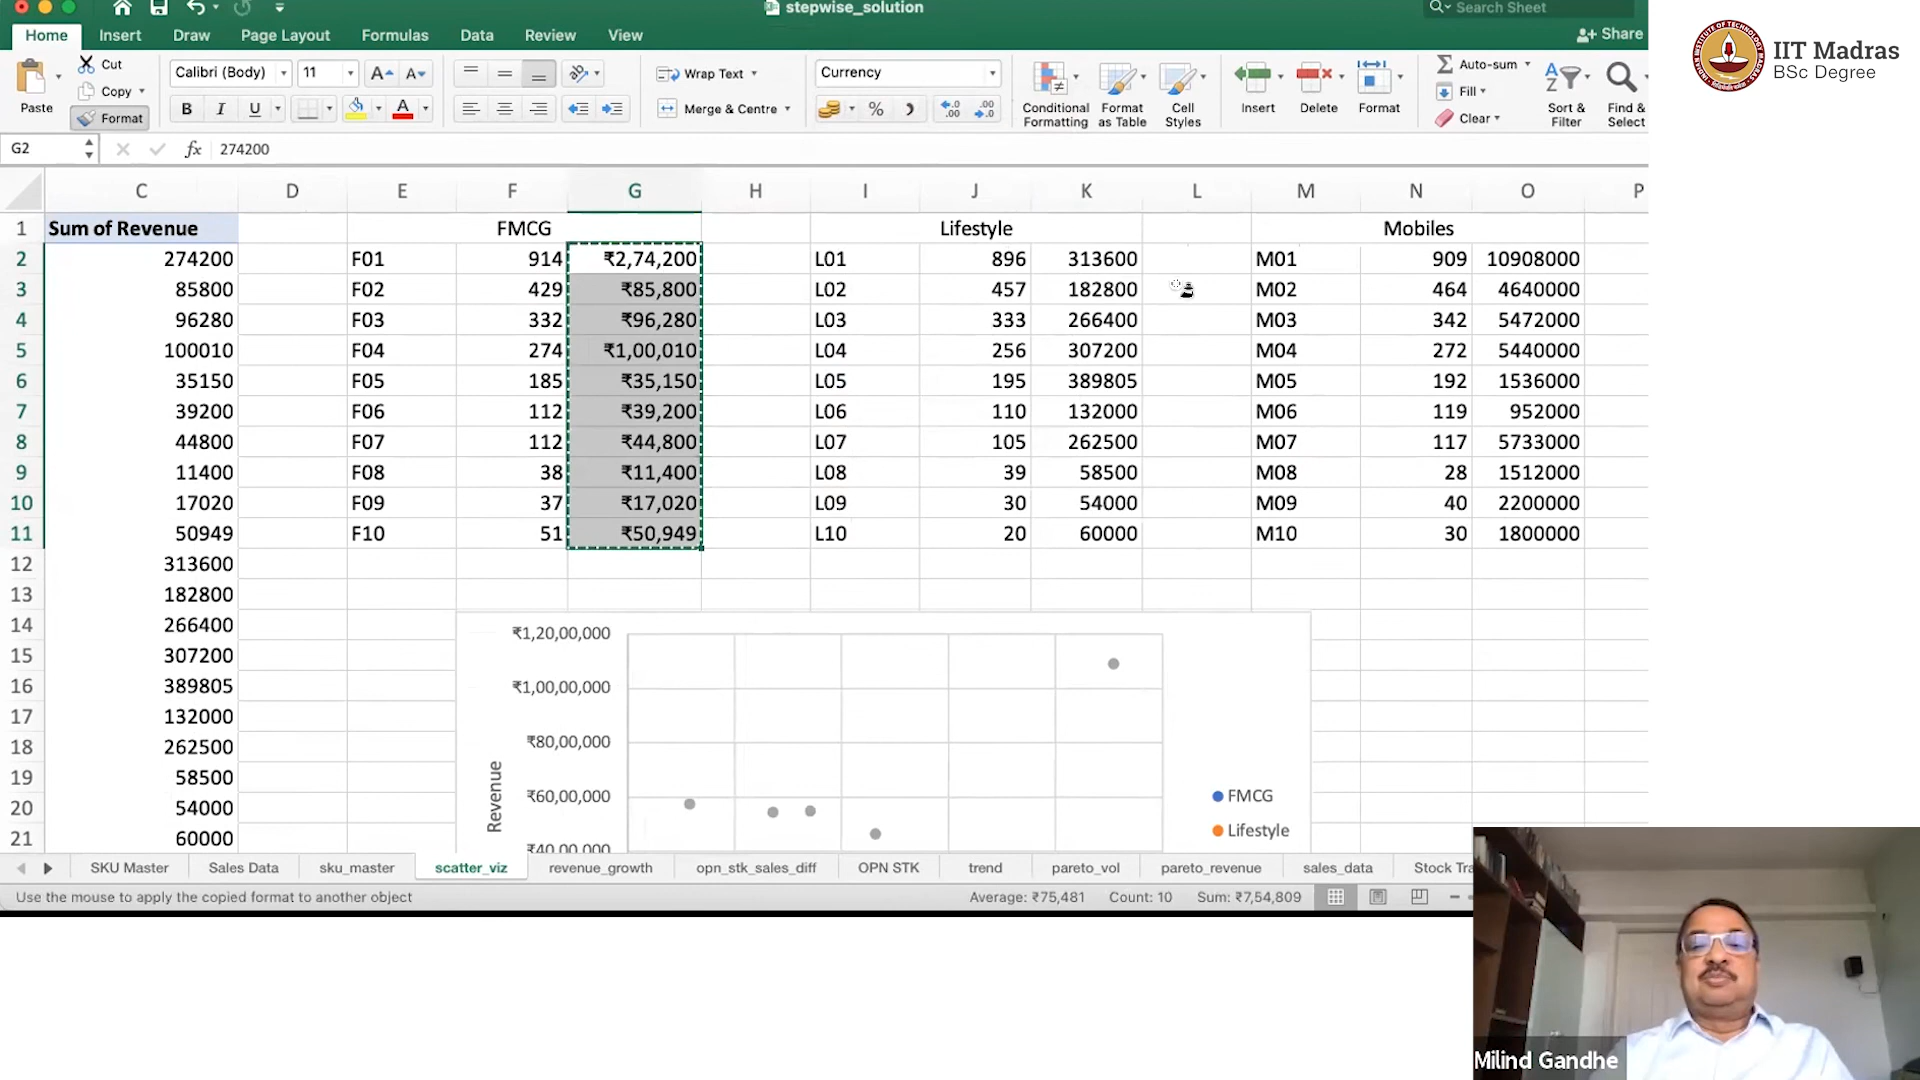 stepwise_solution
Search Sheet
Home Insert Draw Page Layout Formulas Data Review View Share
IIT Madras
BSc Degree
Paste Cut Copy Format
Calibri (Body) 11
Wrap Text
Merge & Centre
Currency
Conditional Formatting
Format as Table
Cell Styles
Insert Delete Format
Auto-sum
Fill
Clear
Sort & Filter
Find & Select
G2 fx 274200
C D E F G H I J K L M N O P
1 Sum of Revenue FMCG Lifestyle Mobiles
2 274200 F01 914 ₹2,74,200 L01 896 313600 M01 909 10908000
3 85800 F02 429 ₹85,800 L02 457 182800 M02 464 4640000
4 96280 F03 332 ₹96,280 L03 333 266400 M03 342 5472000
5 100010 F04 274 ₹1,00,010 L04 256 307200 M04 272 5440000
6 35150 F05 185 ₹35,150 L05 195 389805 M05 192 1536000
7 39200 F06 112 ₹39,200 L06 110 132000 M06 119 952000
8 44800 F07 112 ₹44,800 L07 105 262500 M07 117 5733000
9 11400 F08 38 ₹11,400 L08 39 58500 M08 28 1512000
10 17020 F09 37 ₹17,020 L09 30 54000 M09 40 2200000
11 50949 F10 51 ₹50,949 L10 20 60000 M10 30 1800000
12 313600
13 182800
14 266400
15 307200
16 389805
17 132000
18 262500
19 58500
20 54000
21 60000
₹1,20,00,000
₹1,00,00,000
₹80,00,000
₹60,00,000
₹40,00,000
Revenue
FMCG
Lifestyle
SKU Master Sales Data sku_master scatter_viz revenue_growth opn_stk_sales_diff OPN STK trend pareto_vol pareto_revenue sales_data Stock Tra
Use the mouse to apply the copied format to another object Average: ₹75,481 Count: 10 Sum: ₹7,54,809
Milind Gandhe